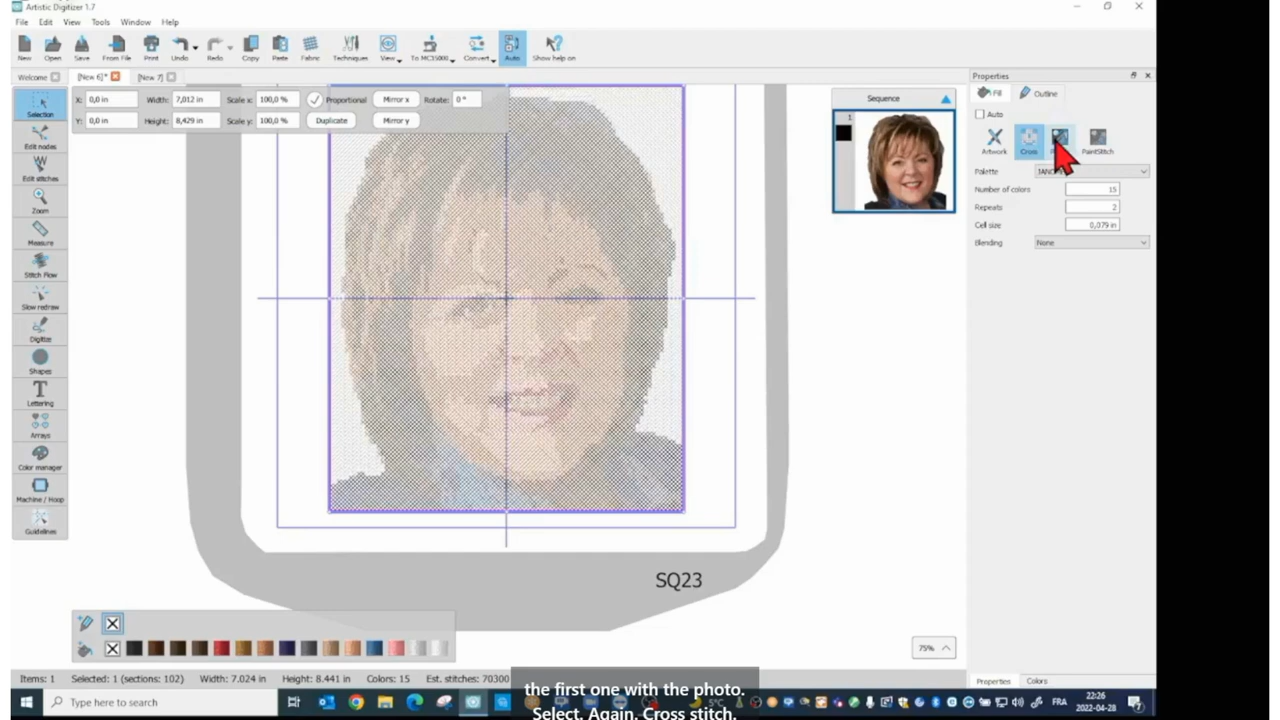 Artistic Digitizer 1.7
File Edit View Tools Window Help
New Open Save From File Print Undo Redo Copy Paste Fabric Techniques View To MC15000 Convert Auto Show help on
Welcome [New 6]* [New 7]
Properties
X: 0,0 in Width: 7,012 in Scale x: 100,0 % Proportional Mirror x Rotate: 0 °
Y: 0,0 in Height: 8,429 in Scale y: 100,0 % Duplicate Mirror y
Sequence
1
Fill Outline
Auto
Artwork Cross PaintStitch
Palette
Number of colors 15
Repeats 2
Cell size 0,079 in
Blending None
Selection
Edit nodes
Edit stitches
Zoom
Measure
Stitch Flow
Slow redraw
Digitize
Shapes
T
Lettering
Arrays
Color manager
Machine / Hoop
Guidelines
SQ23
75%
Items: 1 Selected: 1 (sections: 102) Width: 7.024 in Height: 8.441 in Colors: 15 Est. stitches: 70300
Properties Colors
the first one with the photo.
Select. Again. Cross stitch.
Type here to search
5°C
FRA
22:26
2022-04-28